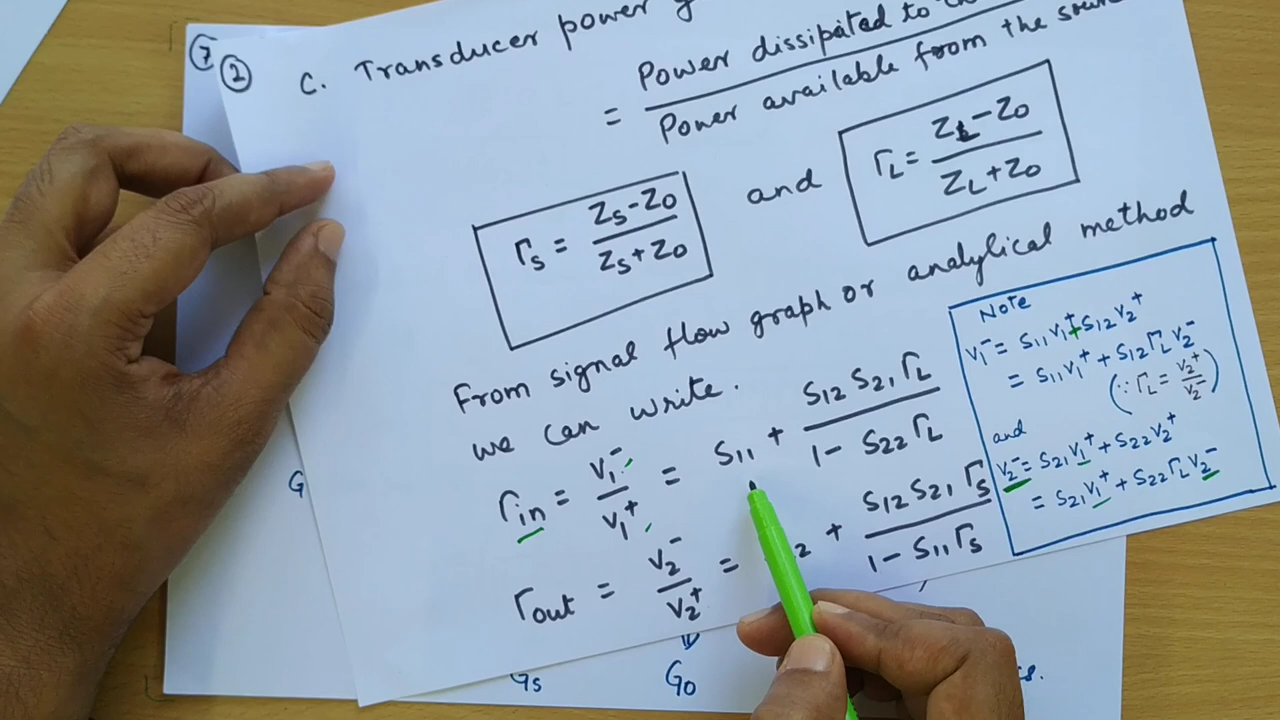 7
2 C. Transducer power
= Power dissipated to
Power available from the
Γs = Zs - Z0 / Zs + Z0 and ΓL = ZL - Z0 / ZL + Z0
From signal flow graph or analytical method
we can write.
Γin = V1⁻ / V1⁺ = S11 + S12 S21 ΓL / 1 - S22 ΓL
Γout = V2⁻ / V2⁺ = + S12 S21 Γs / 1 - S11 Γs
Note
V1⁻ = S11 V1⁺ + S12 V2⁺
= S11 V1⁺ + S12 ΓL V2⁻
(∵ ΓL = V2⁺ / V2⁻)
and
V2⁻ = S21 V1⁺ + S22 V2⁺
= S21 V1⁺ + S22 ΓL V2⁻
G
Gs G0